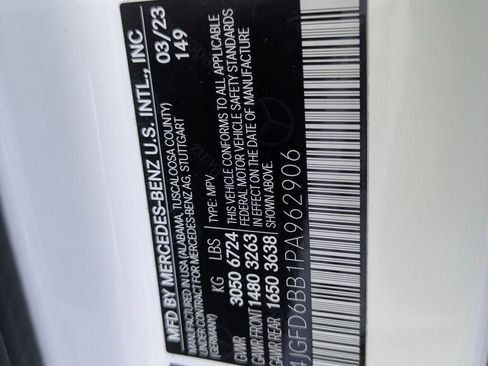 MFD BY MERCEDES-BENZ U.S. INTL., INC
MANUFACTURED IN USA (ALABAMA, TUSCALOOSA COUNTY)
UNDER CONTRACT FOR MERCEDES-BENZ AG, STUTTGART
(GERMANY)
03/23
149
KG LBS
GVWR 3050 6724
GAWR FRONT 1480 3263
GAWR REAR 1650 3638
TYPE: MPV
THIS VEHICLE CONFORMS TO ALL APPLICABLE
FEDERAL MOTOR VEHICLE SAFETY STANDARDS
IN EFFECT ON THE DATE OF MANUFACTURE
SHOWN ABOVE.
4JGFD6BB1PA962906